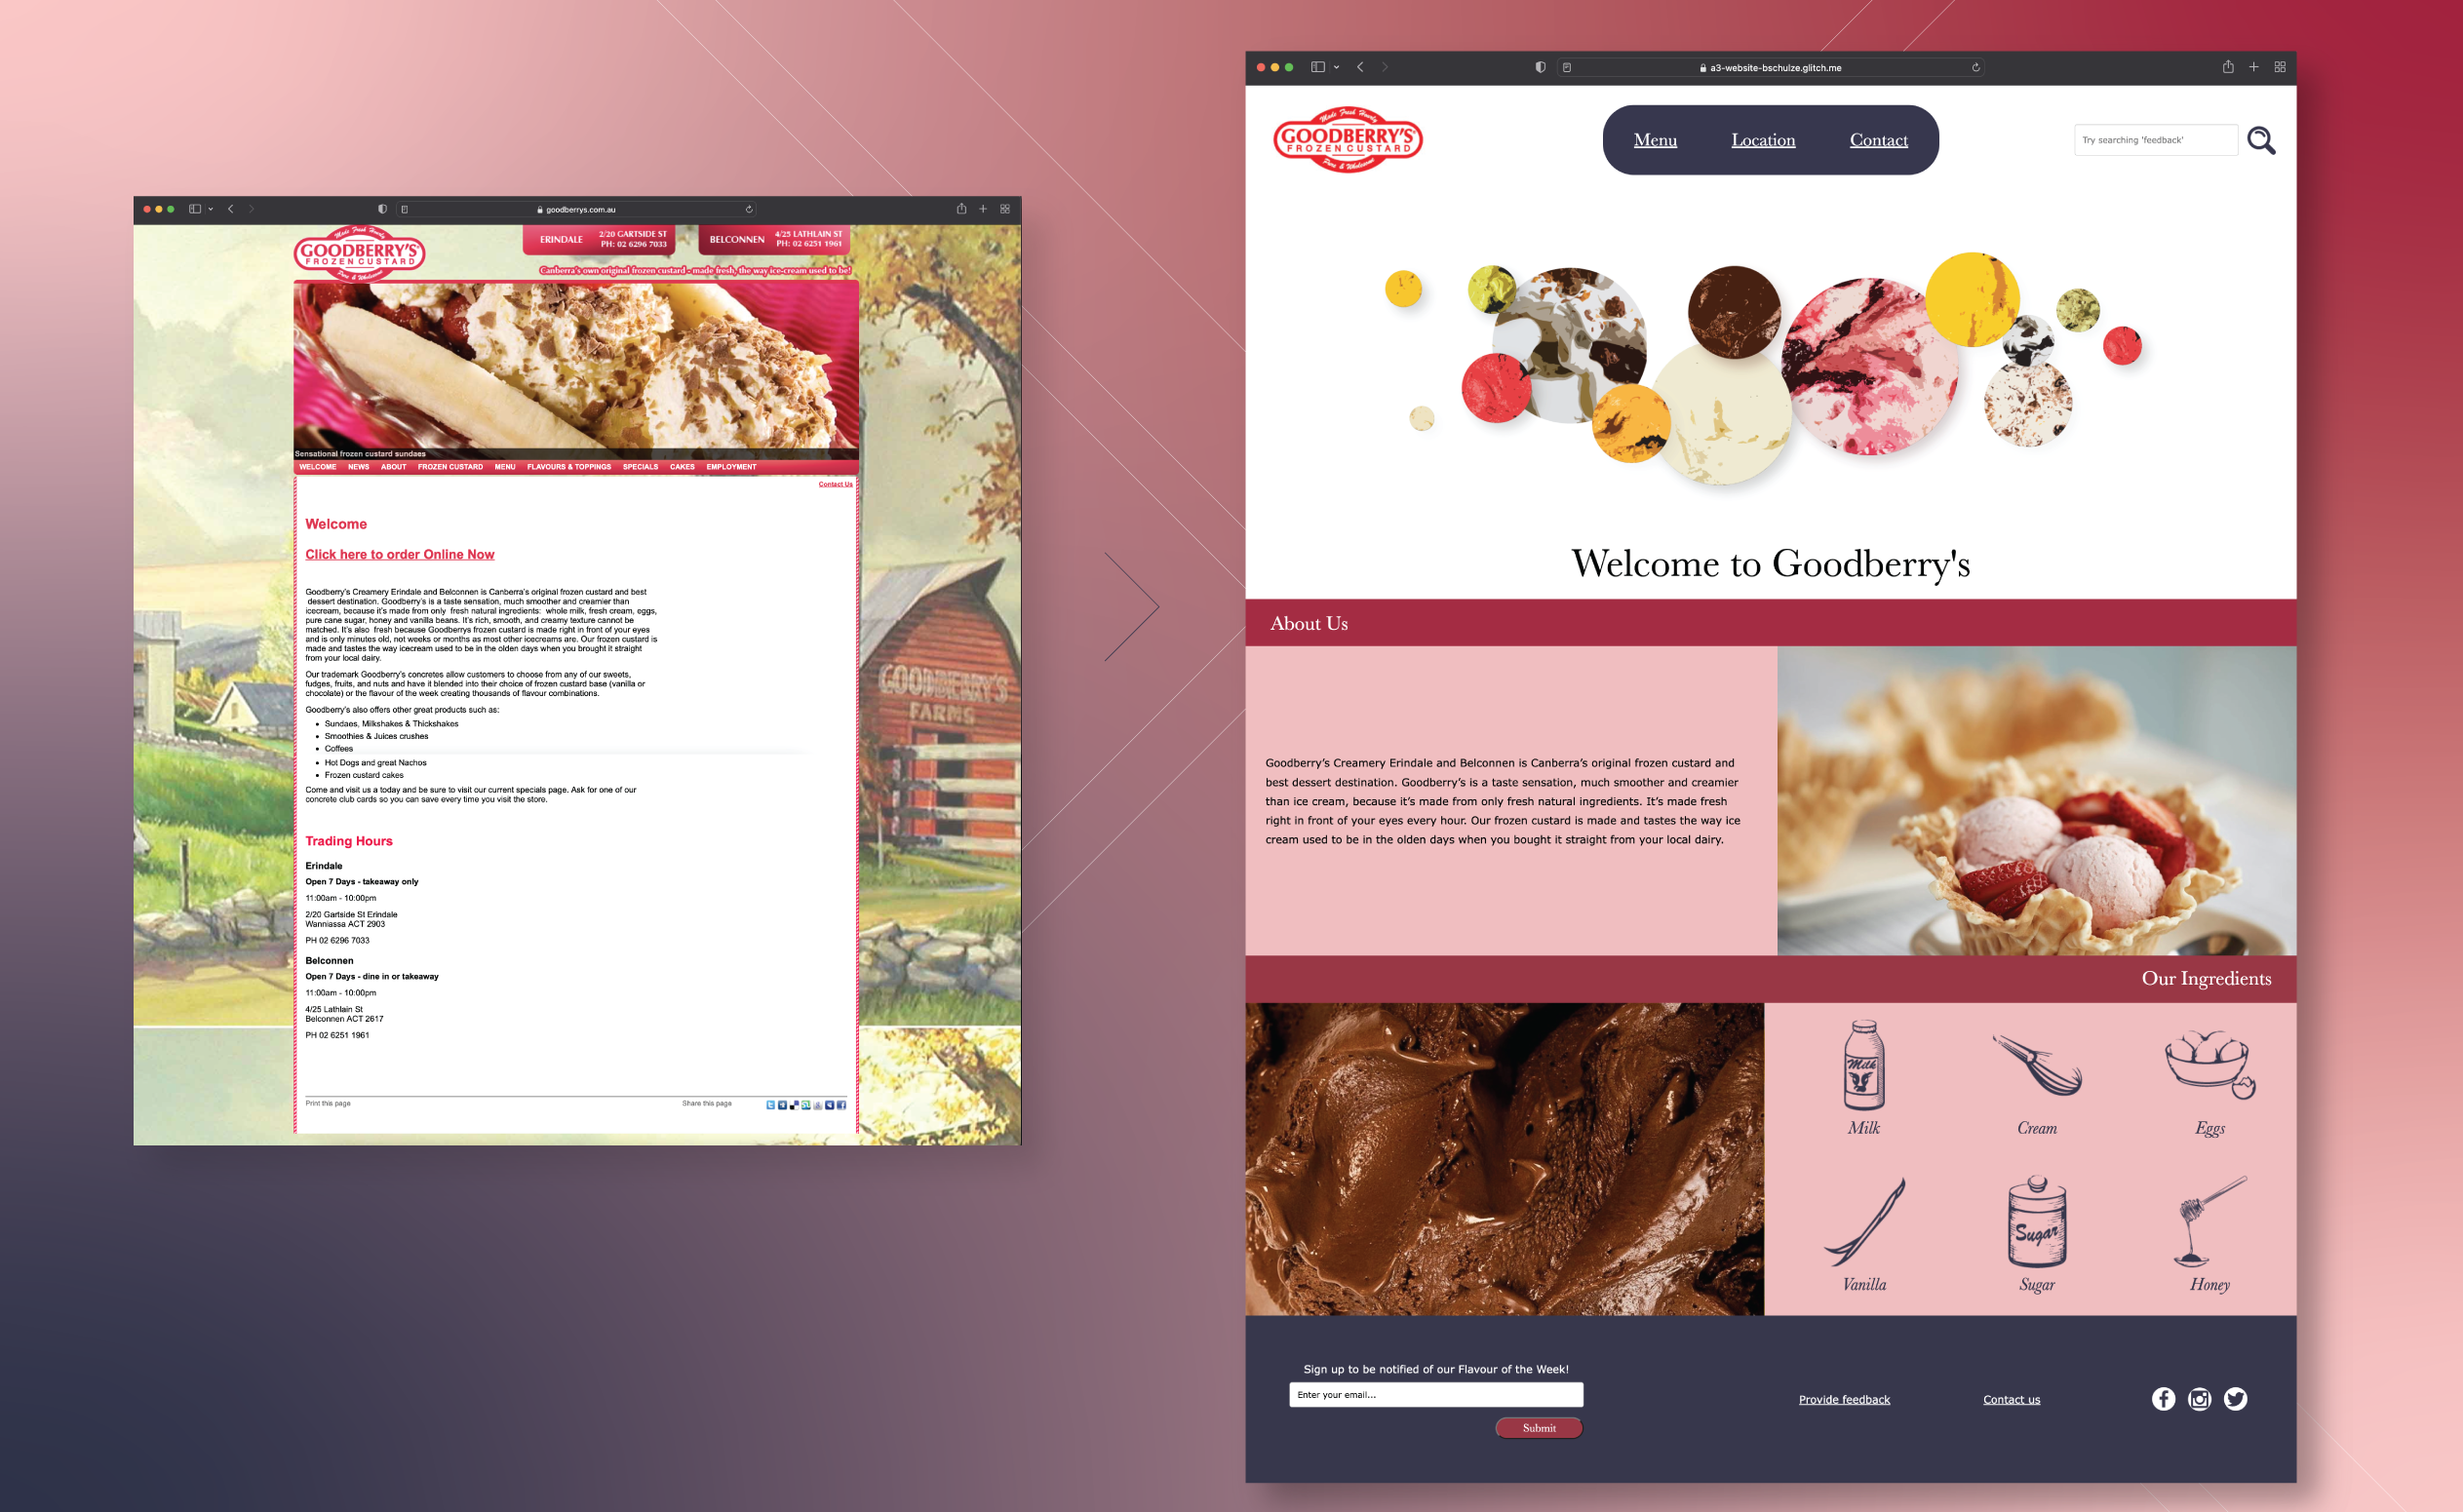 goodberrys.com.au
Made Fresh Hourly
GOODBERRY'S
FROZEN CUSTARD
Pure & Wholesome
ERINDALE
2/20 GARTSIDE ST
PH: 02 6296 7033
BELCONNEN
4/25 LATHLAIN ST
PH: 02 6251 1961
Canberra's own original frozen custard - made fresh, the way ice-cream used to be!
Sensational frozen custard sundaes
WELCOME NEWS ABOUT FROZEN CUSTARD MENU FLAVOURS & TOPPINGS SPECIALS CAKES EMPLOYMENT
Contact Us
Welcome
Click here to order Online Now
Goodberry's Creamery Erindale and Belconnen is Canberra's original frozen custard and best
dessert destination. Goodberry's is a taste sensation, much smoother and creamier than
icecream, because it's made from only fresh natural ingredients: whole milk, fresh cream, eggs,
pure cane sugar, honey and vanilla beans. It's rich, smooth, and creamy texture cannot be
matched. It's also fresh because Goodberrys frozen custard is made right in front of your eyes
and is only minutes old, not weeks or months as most other icecreams are. Our frozen custard is
made and tastes the way icecream used to be in the olden days when you brought it straight
from your local dairy.
Our trademark Goodberry's concretes allow customers to choose from any of our sweets,
fudges, fruits, and nuts and have it blended into their choice of frozen custard base (vanilla or
chocolate) or the flavour of the week creating thousands of flavour combinations.
Goodberry's also offers other great products such as:
• Sundaes, Milkshakes & Thickshakes
• Smoothies & Juices crushes
• Coffees
• Hot Dogs and great Nachos
• Frozen custard cakes
Come and visit us a today and be sure to visit our current specials page. Ask for one of our
concrete club cards so you can save every time you visit the store.
Trading Hours
Erindale
Open 7 Days - takeaway only
11:00am - 10:00pm
2/20 Gartside St Erindale
Wanniassa ACT 2903
PH 02 6296 7033
Belconnen
Open 7 Days - dine in or takeaway
11:00am - 10:00pm
4/25 Lathlain St
Belconnen ACT 2617
PH 02 6251 1961
Print this page
Share this page
GOODBERRY'S
FARMS
a3-website-bschulze.glitch.me
Made Fresh Hourly
GOODBERRY'S
FROZEN CUSTARD
Pure & Wholesome
Menu Location Contact
Try searching 'feedback'
Welcome to Goodberry's
About Us
Goodberry's Creamery Erindale and Belconnen is Canberra's original frozen custard and
best dessert destination. Goodberry's is a taste sensation, much smoother and creamier
than ice cream, because it's made from only fresh natural ingredients. It's made fresh
right in front of your eyes every hour. Our frozen custard is made and tastes the way ice
cream used to be in the olden days when you bought it straight from your local dairy.
Our Ingredients
Milk
Milk
Cream
Eggs
Vanilla
Sugar
Sugar
Honey
Sign up to be notified of our Flavour of the Week!
Enter your email...
Submit
Provide feedback
Contact us